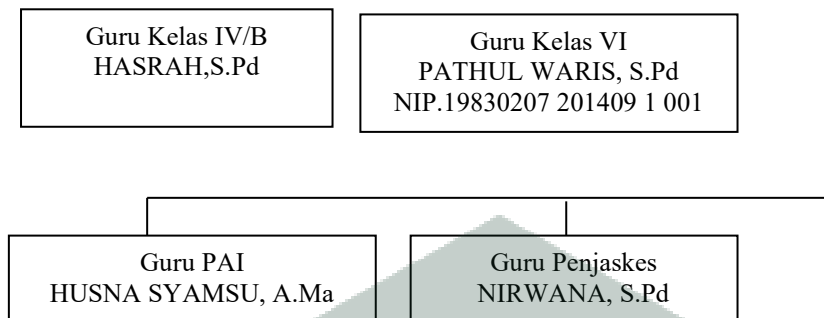 Guru Kelas IV/B
HASRAH,S.Pd
Guru Kelas VI
PATHUL WARIS, S.Pd
NIP.19830207 201409 1 001
Guru PAI
HUSNA SYAMSU, A.Ma
Guru Penjaskes
NIRWANA, S.Pd